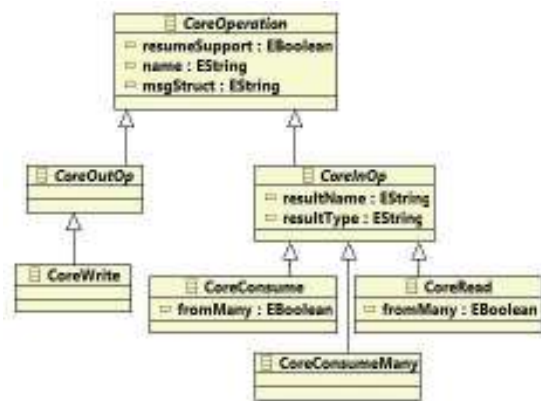 CoreOperation
resumeSupport : EBoolean
name : EString
msgStruct : EString
CoreOutOp
CoreInOp
resultName : EString
resultType : EString
CoreWrite
CoreConsume
fromMany : EBoolean
CoreRead
fromMany : EBoolean
CoreConsumeMany